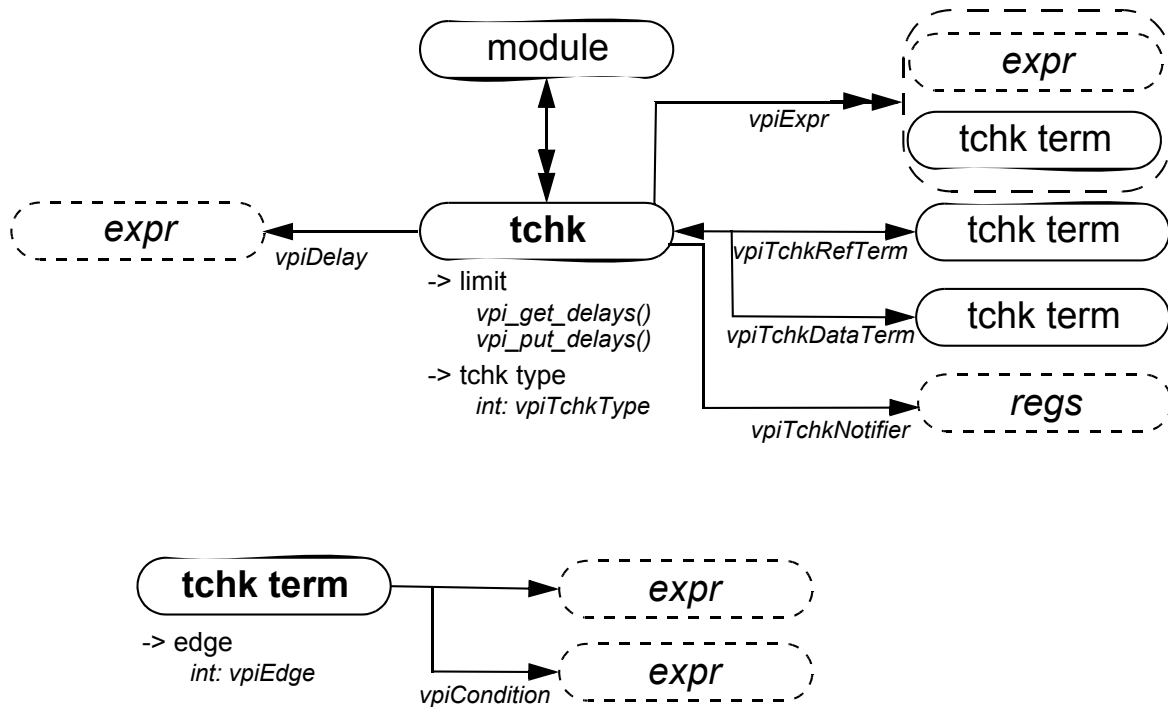 module
expr
vpiExpr
tchk term
expr
vpiDelay
tchk
vpiTchkRefTerm
tchk term
-> limit
vpi_get_delays()
vpi_put_delays()
vpiTchkDataTerm
tchk term
-> tchk type
int: vpiTchkType
vpiTchkNotifier
regs
tchk term
expr
-> edge
int: vpiEdge
vpiCondition
expr